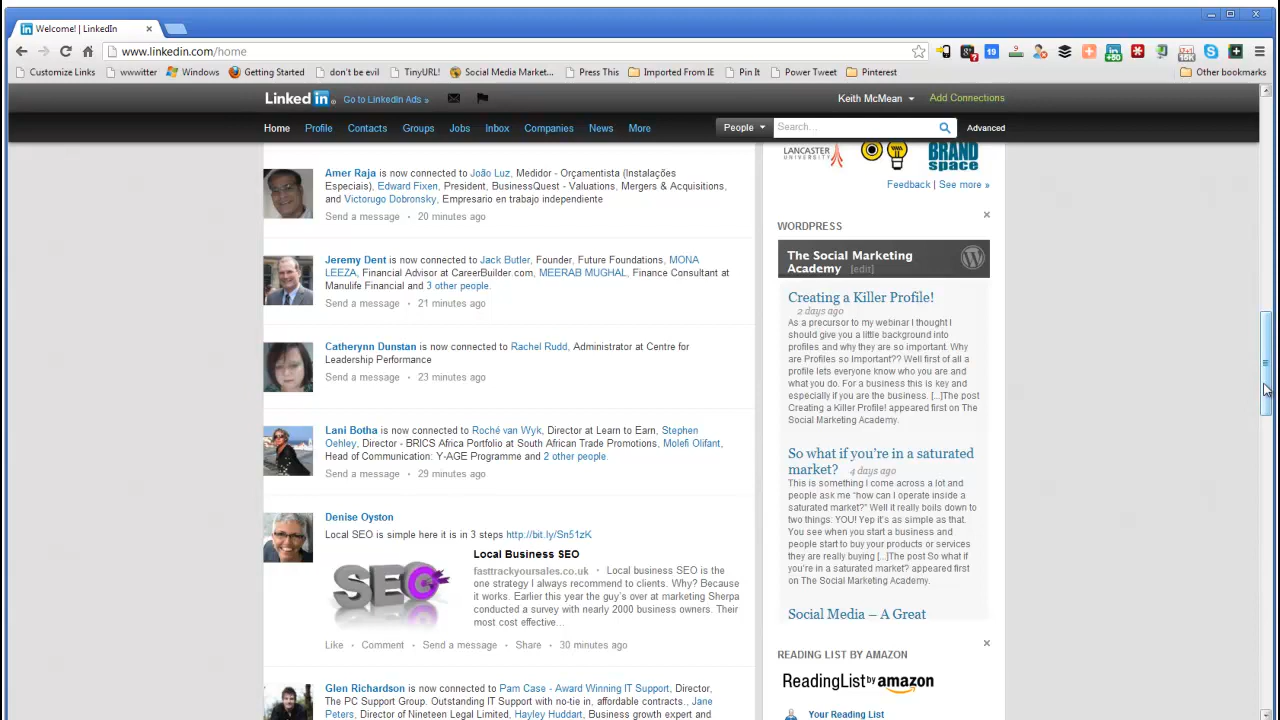 Welcome! | LinkedIn
www.linkedin.com/home
Customize Links wwwitter Windows Getting Started don't be evil TinyURL! Social Media Market... Press This Imported From IE Pin It Power Tweet Pinterest Other bookmarks
Linked in Go to LinkedIn Ads » Keith McMean Add Connections
Home Profile Contacts Groups Jobs Inbox Companies News More People Search... Advanced
Amer Raja is now connected to João Luz, Medidor - Orçamentista (Instalações
Especiais), Edward Fixen, President, BusinessQuest - Valuations, Mergers & Acquisitions,
and Victorugo Dobronsky, Empresario en trabajo independiente
Send a message · 20 minutes ago
Jeremy Dent is now connected to Jack Butler, Founder, Future Foundations, MONA
LEEZA, Financial Advisor at CareerBuilder.com, MEERAB MUGHAL, Finance Consultant at
Manulife Financial and 3 other people.
Send a message · 21 minutes ago
Catherynn Dunstan is now connected to Rachel Rudd, Administrator at Centre for
Leadership Performance
Send a message · 23 minutes ago
Lani Botha is now connected to Roché van Wyk, Director at Learn to Earn, Stephen
Oehley, Director - BRICS Africa Portfolio at South African Trade Promotions, Molefi Olifant,
Head of Communication: Y-AGE Programme and 2 other people.
Send a message · 29 minutes ago
Denise Oyston
Local SEO is simple here it is in 3 steps http://bit.ly/Sn51zK
SEO
Local Business SEO
fasttrackyoursales.co.uk · Local business SEO is the
one strategy I always recommend to clients. Why? Because
it works. Earlier this year the guy's over at marketing Sherpa
conducted a survey with nearly 2000 business owners. Their
most cost effective...
Like · Comment · Send a message · Share · 30 minutes ago
Glen Richardson is now connected to Pam Case - Award Winning IT Support, Director,
The PC Support Group. Outstanding IT Support with no-tie in, affordable contracts., Jane
Peters, Director of Nineteen Legal Limited, Hayley Huddart, Business growth expert and
LANCASTER
UNIVERSITY
BRAND
space
Feedback | See more »
WORDPRESS
The Social Marketing
Academy [edit]
Creating a Killer Profile!
2 days ago
As a precursor to my webinar I thought I
should give you a little background into
profiles and why they are so important. Why
are Profiles so Important?? Well first of all a
profile lets everyone know who you are and
what you do. For a business this is key and
especially if you are the business. [...]The post
Creating a Killer Profile! appeared first on The
Social Marketing Academy.
So what if you're in a saturated
market? 4 days ago
This is something I come across a lot and
people ask me "how can I operate inside a
saturated market?" Well it really boils down to
two things: YOU! Yep it's as simple as that.
You see when you start a business and
people start to buy your products or services
they are really buying [...]The post So what if
you're in a saturated market? appeared first
on The Social Marketing Academy.
Social Media – A Great
READING LIST BY AMAZON
ReadingList by amazon
Your Reading List